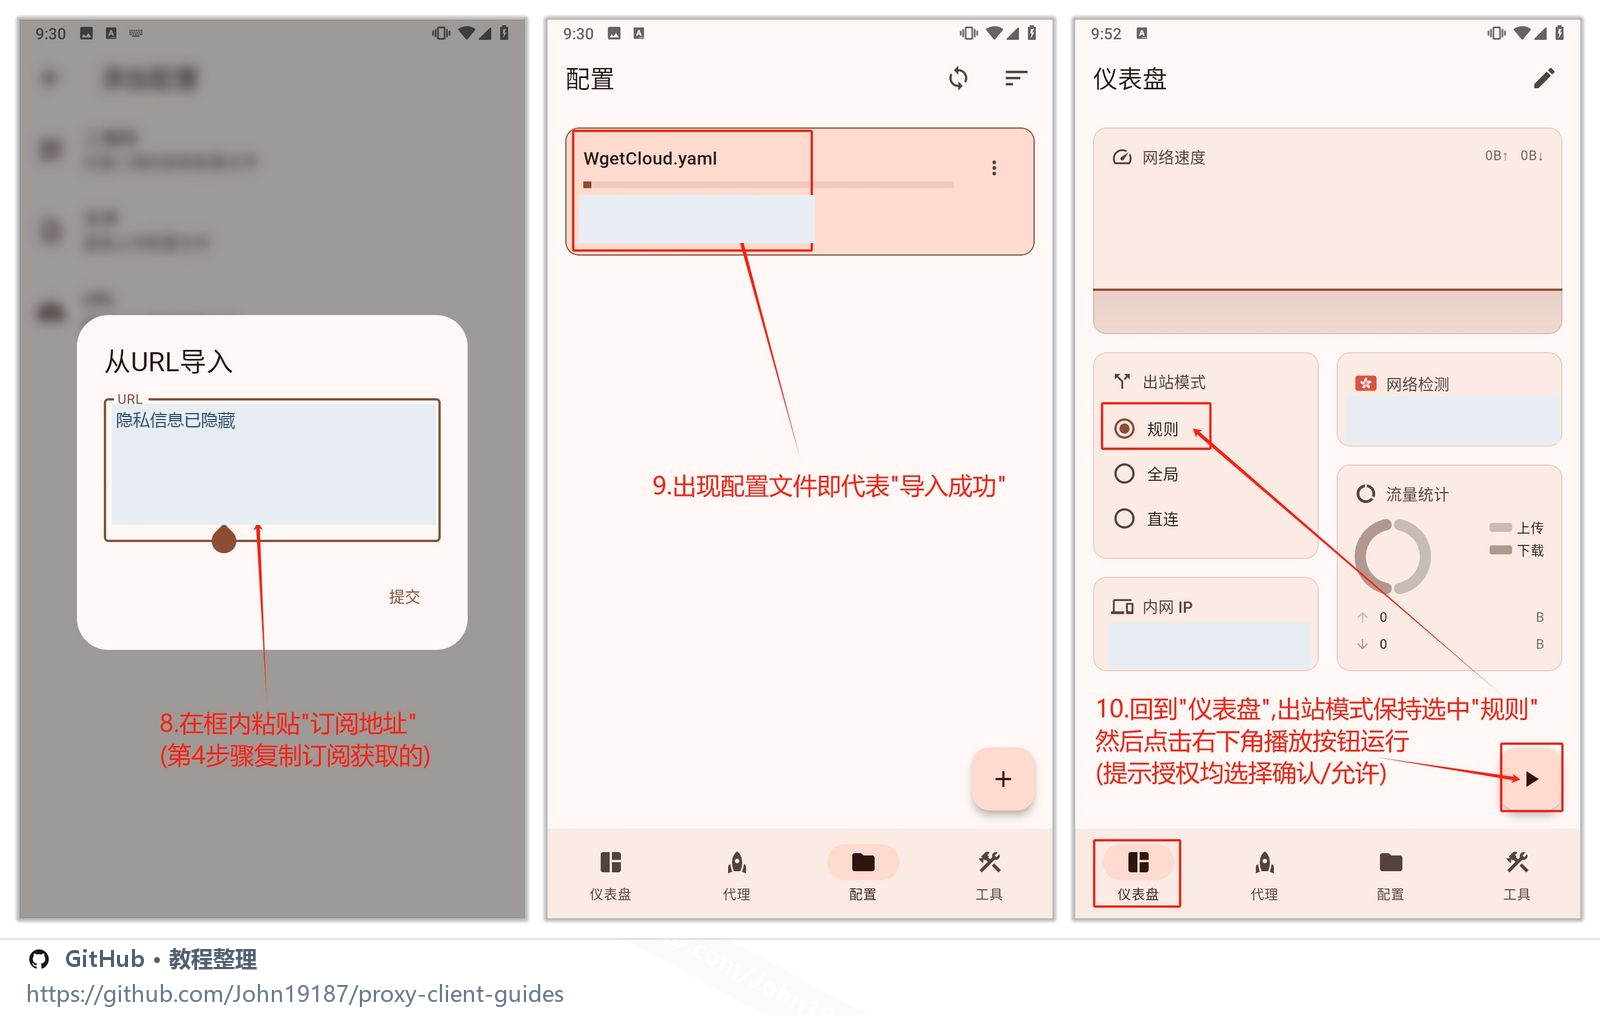 9:30
从URL导入
URL
隐私信息已隐藏
提交
8.在框内粘贴"订阅地址"
(第4步骤复制订阅获取的)
9:30
配置
WgetCloud.yaml
9.出现配置文件即代表"导入成功"
仪表盘
代理
配置
工具
9:52
仪表盘
网络速度
0B↑ 0B↓
出站模式
规则
全局
直连
网络检测
流量统计
上传
下载
↑ 0 B
↓ 0 B
内网 IP
10.回到"仪表盘",出站模式保持选中"规则"
然后点击右下角播放按钮运行
(提示授权均选择确认/允许)
仪表盘
代理
配置
工具
GitHub • 教程整理
https://github.com/John19187/proxy-client-guides